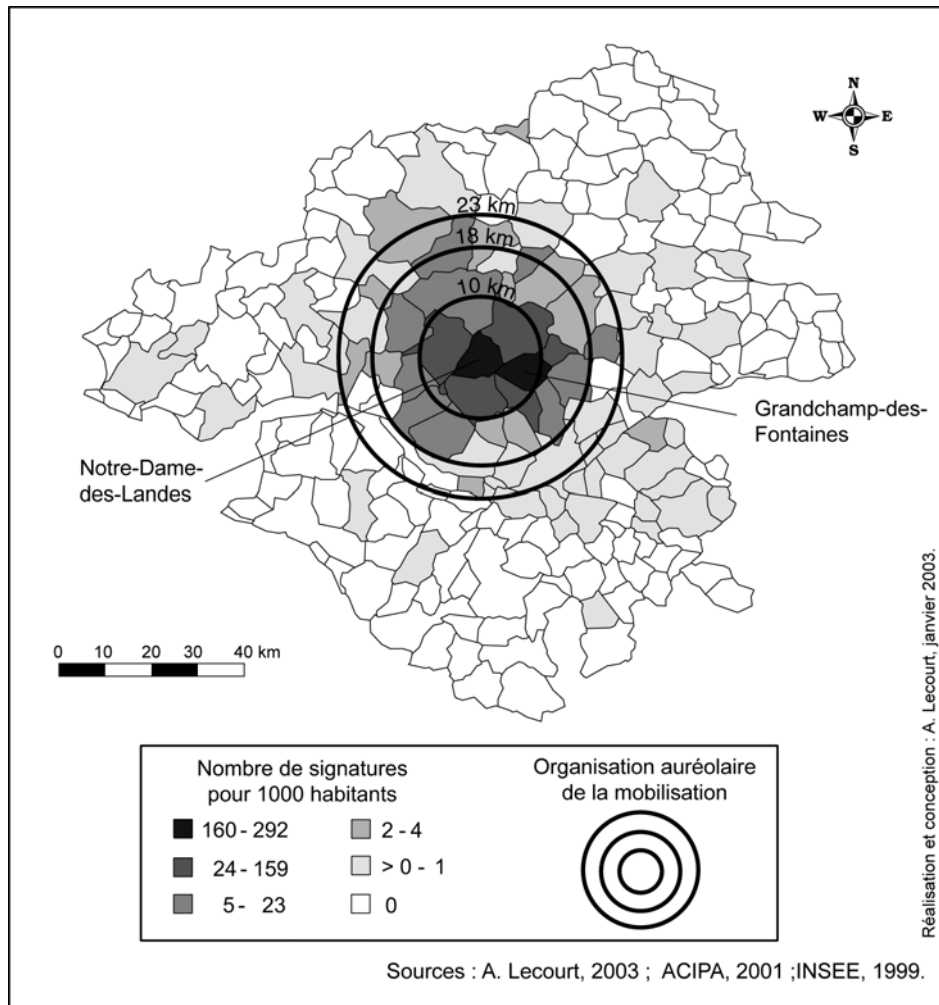 N
W E
S
23 km
18 km
10 km
Grandchamp-des-
Fontaines
Notre-Dame-
des-Landes
0 10 20 30 40 km
Nombre de signatures
pour 1000 habitants
160 - 292
24 - 159
5 - 23
2 - 4
> 0 - 1
0
Organisation auréolaire
de la mobilisation
Réalisation et conception : A. Lecourt, janvier 2003.
Sources : A. Lecourt, 2003 ; ACIPA, 2001 ;INSEE, 1999.